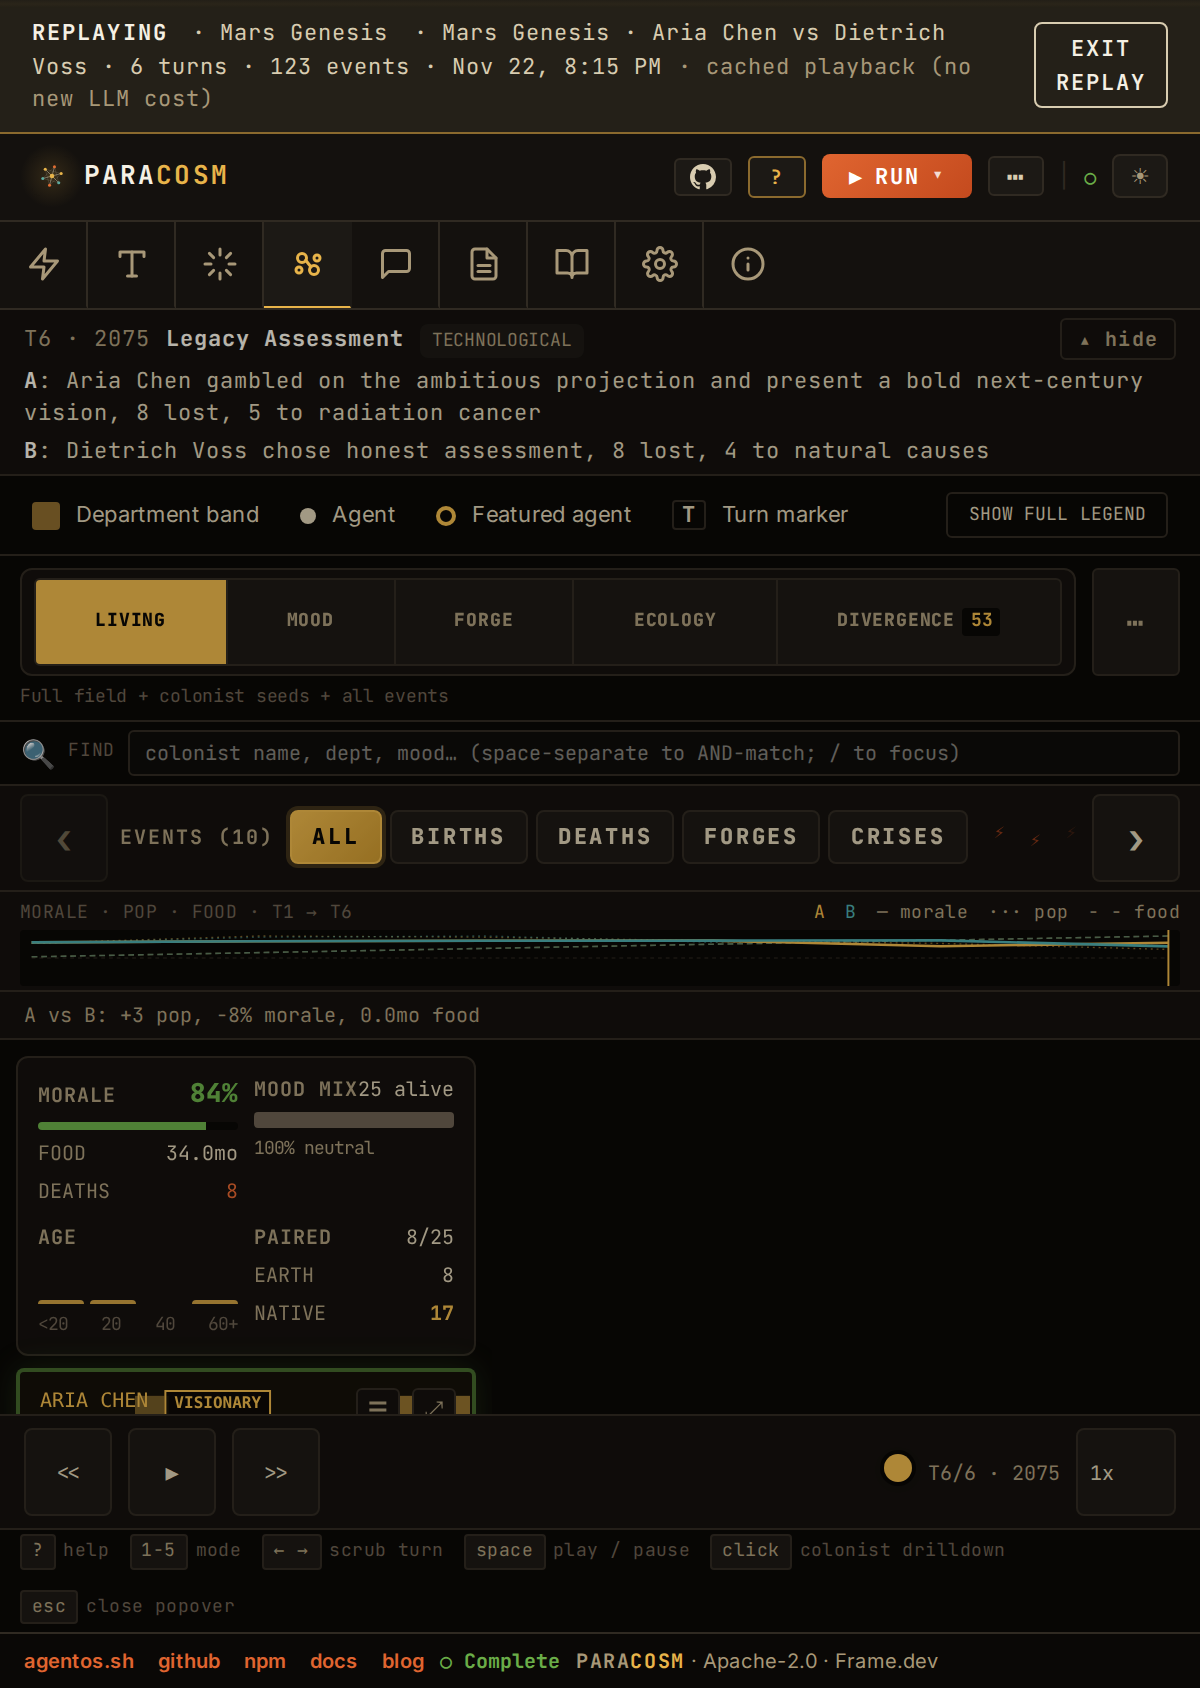 REPLAYING · Mars Genesis · Mars Genesis · Aria Chen vs Dietrich
Voss · 6 turns · 123 events · Nov 22, 8:15 PM · cached playback (no
new LLM cost)
EXIT
REPLAY
PARACOSM
?
▶ RUN ▼
⋯
T6 · 2075 Legacy Assessment TECHNOLOGICAL
▲ hide
A: Aria Chen gambled on the ambitious projection and present a bold next-century
vision, 8 lost, 5 to radiation cancer
B: Dietrich Voss chose honest assessment, 8 lost, 4 to natural causes
Department band Agent Featured agent T Turn marker SHOW FULL LEGEND
LIVING MOOD FORGE ECOLOGY DIVERGENCE 53 …
Full field + colonist seeds + all events
🔍 FIND colonist name, dept, mood… (space-separate to AND-match; / to focus)
‹ EVENTS (10) ALL BIRTHS DEATHS FORGES CRISES ›
MORALE · POP · FOOD · T1 → T6 A B — morale ··· pop - - food
A vs B: +3 pop, -8% morale, 0.0mo food
MORALE 84% MOOD MIX 25 alive
FOOD 34.0mo 100% neutral
DEATHS 8
AGE PAIRED 8/25
EARTH 8
<20 20 40 60+ NATIVE 17
ARIA CHEN VISIONARY
<< ▶ >> T6/6 · 2075 1x
? help 1-5 mode ← → scrub turn space play / pause click colonist drilldown
esc close popover
agentos.sh github npm docs blog ○ Complete PARACOSM · Apache-2.0 · Frame.dev